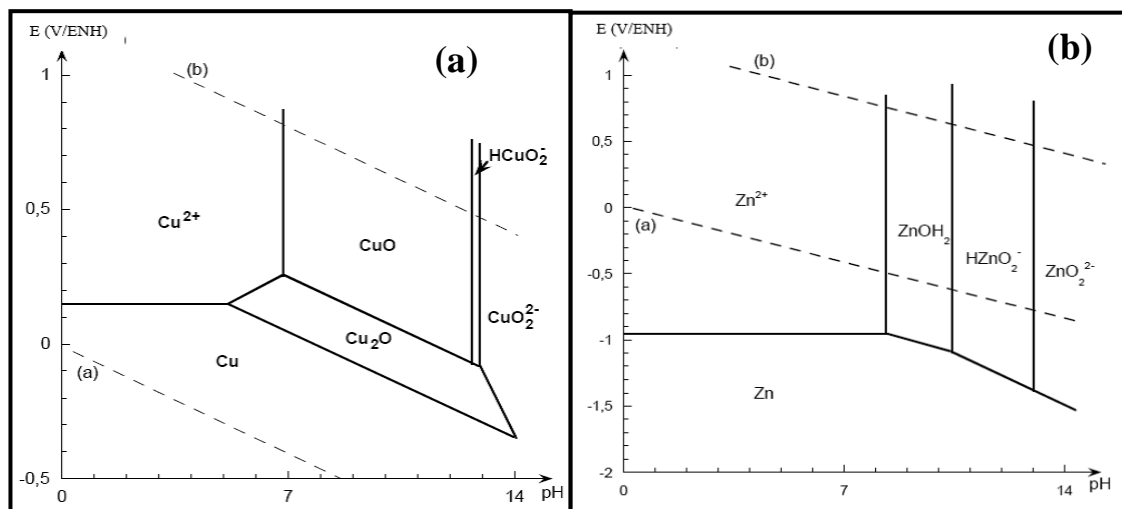 E (V/ENH)
(a)
1
(b)
HCuO₂⁻
0,5
Cu²⁺
CuO
CuO₂²⁻
Cu₂O
0
Cu
(a)
-0,5
0
7
14
pH
E (V/ENH)
(b)
1
(b)
0,5
Zn²⁺
0
(a)
ZnOH₂
HZnO₂⁻
ZnO₂²⁻
-0,5
-1
Zn
-1,5
-2
0
7
14
pH